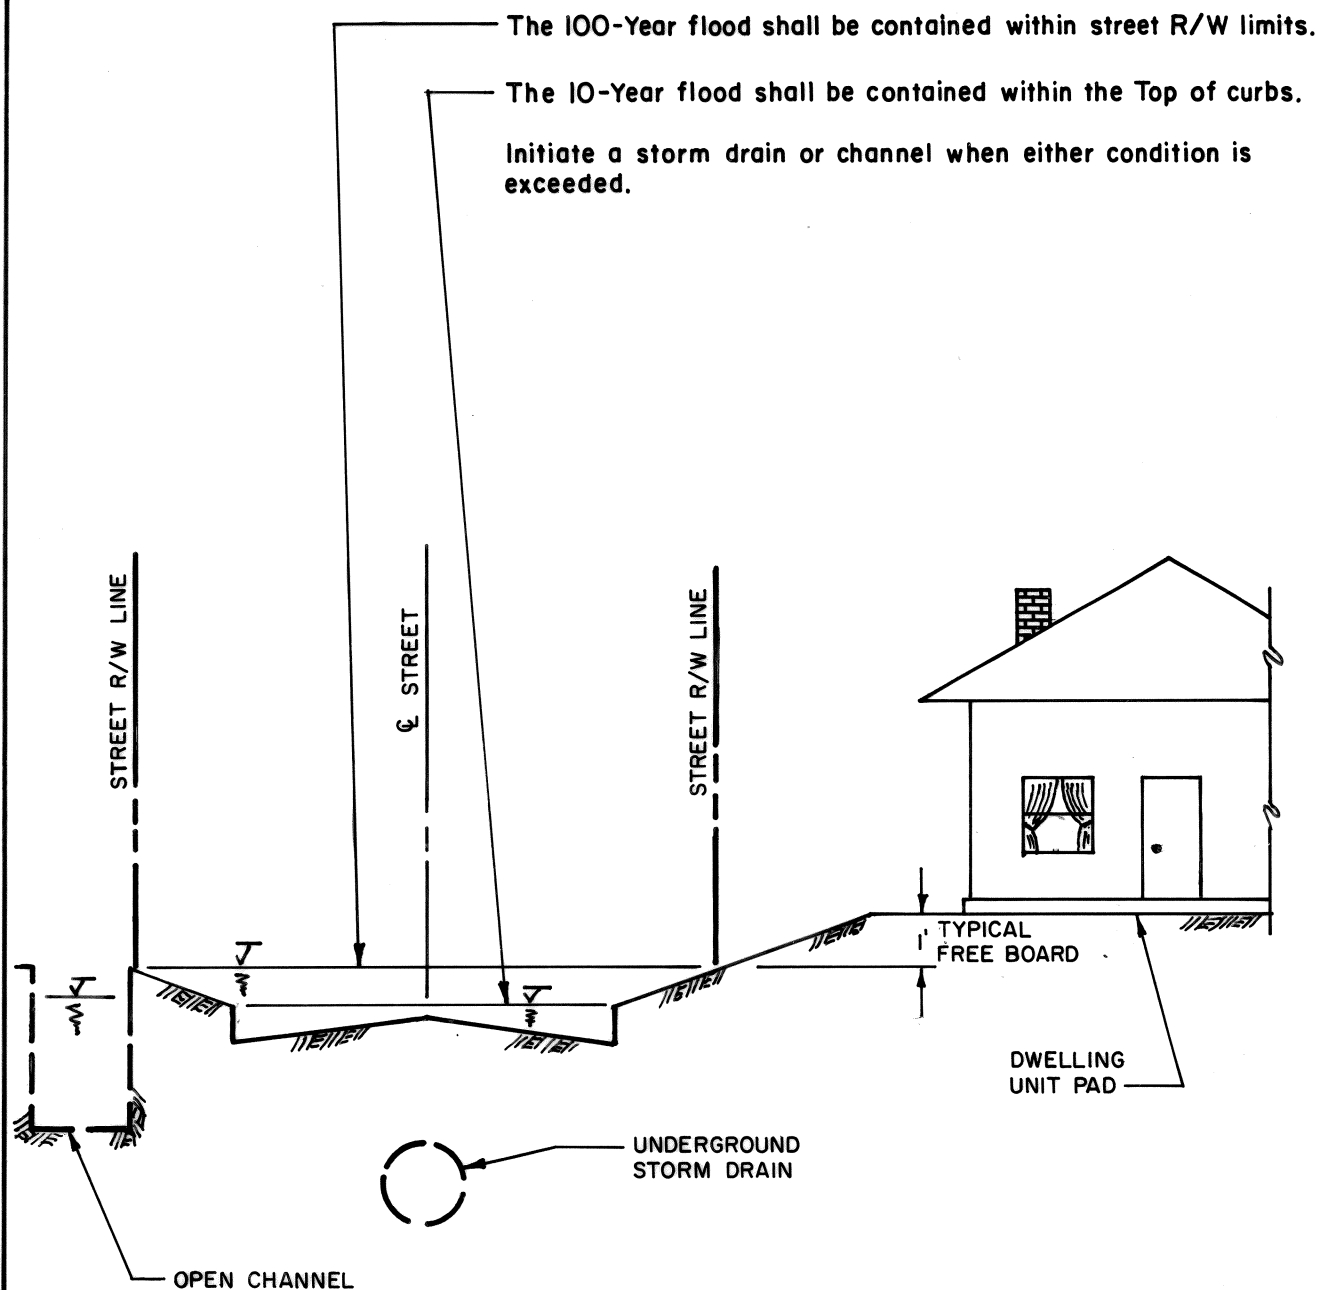 The 100-Year flood shall be contained within street R/W limits.
The 10-Year flood shall be contained within the Top of curbs.
Initiate a storm drain or channel when either condition is
exceeded.
STREET R/W LINE
℄ STREET
STREET R/W LINE
1' TYPICAL
FREE BOARD
DWELLING
UNIT PAD
UNDERGROUND
STORM DRAIN
OPEN CHANNEL